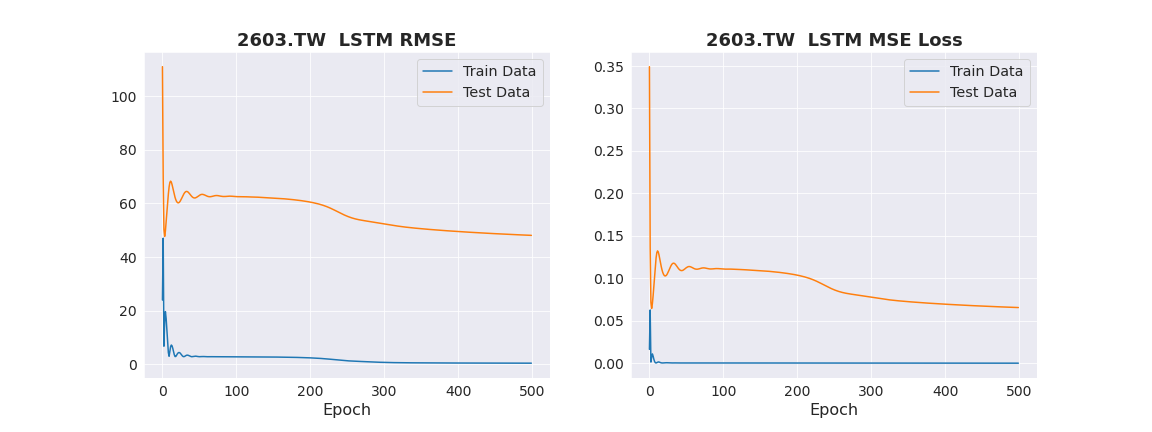 2603.TW  LSTM RMSE
Train Data
Test Data
100
80
60
40
20
0
0 100 200 300 400 500
Epoch
2603.TW  LSTM MSE Loss
Train Data
Test Data
0.35
0.30
0.25
0.20
0.15
0.10
0.05
0.00
0 100 200 300 400 500
Epoch